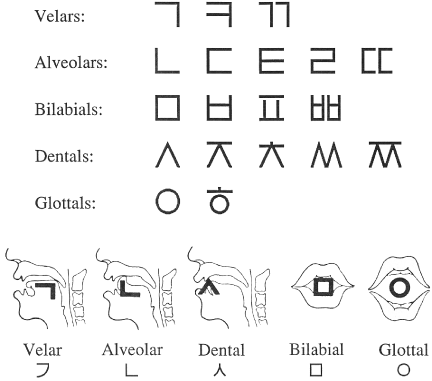 Velars: ㄱ ㅋ ㄲ
Alveolars: ㄴ ㄷ ㅌ ㄹ ㄸ
Bilabials: ㅁ ㅂ ㅍ ㅃ
Dentals: ㅅ ㅈ ㅊ ㅆ ㅉ
Glottals: ㅇ ㅎ
ㄱ ㄴ ㅅ ㅁ ㅇ
Velar Alveolar Dental Bilabial Glottal
ㄱ ㄴ ㅅ ㅁ ㅇ